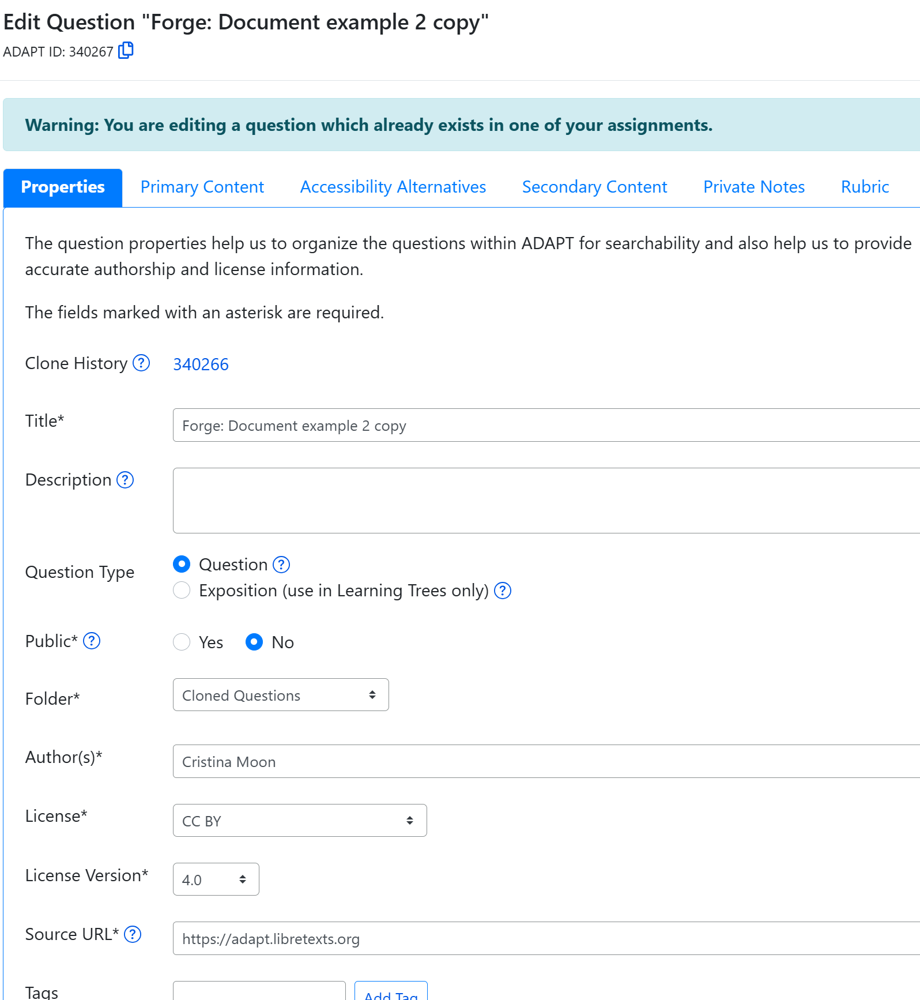 Edit Question "Forge: Document example 2 copy"
ADAPT ID: 340267
Warning: You are editing a question which already exists in one of your assignments.
Properties Primary Content Accessibility Alternatives Secondary Content Private Notes Rubric
The question properties help us to organize the questions within ADAPT for searchability and also help us to provide
accurate authorship and license information.
The fields marked with an asterisk are required.
Clone History ? 340266
Title* Forge: Document example 2 copy
Description ?
Question Type
Question ?
Exposition (use in Learning Trees only) ?
Public* ? Yes No
Folder* Cloned Questions
Author(s)* Cristina Moon
License* CC BY
License Version* 4.0
Source URL* ? https://adapt.libretexts.org
Tags Add Tag